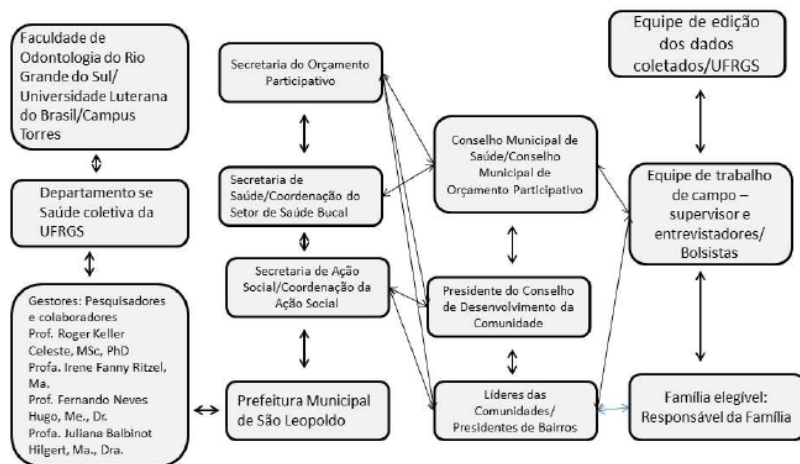 Faculdade de
Odontologia do Rio
Grande do Sul/
Universidade Luterana
do Brasil/Campus
Torres
Departamento se
Saúde coletiva da
UFRGS
Gestores: Pesquisadores
e colaboradores
Prof. Roger Keller
Celeste, MSc, PhD
Profa. Irene Fanny Ritzel,
Ma.
Prof. Fernando Neves
Hugo, Me., Dr.
Profa. Juliana Balbinot
Hilgert, Ma., Dra.
Secretaria do Orçamento
Participativo
Secretaria de
Saúde/Coordenação do
Setor de Saúde Bucal
Secretaria de Ação
Social/Coordenação da
Ação Social
Prefeitura Municipal
de São Leopoldo
Conselho Municipal de
Saúde/Conselho
Municipal de
Orçamento Participativo
Presidente do Conselho
de Desenvolvimento da
Comunidade
Líderes das
Comunidades/
Presidentes de Bairros
Equipe de edição
dos dados
coletados/UFRGS
Equipe de trabalho
de campo –
supervisor e
entrevistadores/
Bolsistas
Família elegível:
Responsável da Família